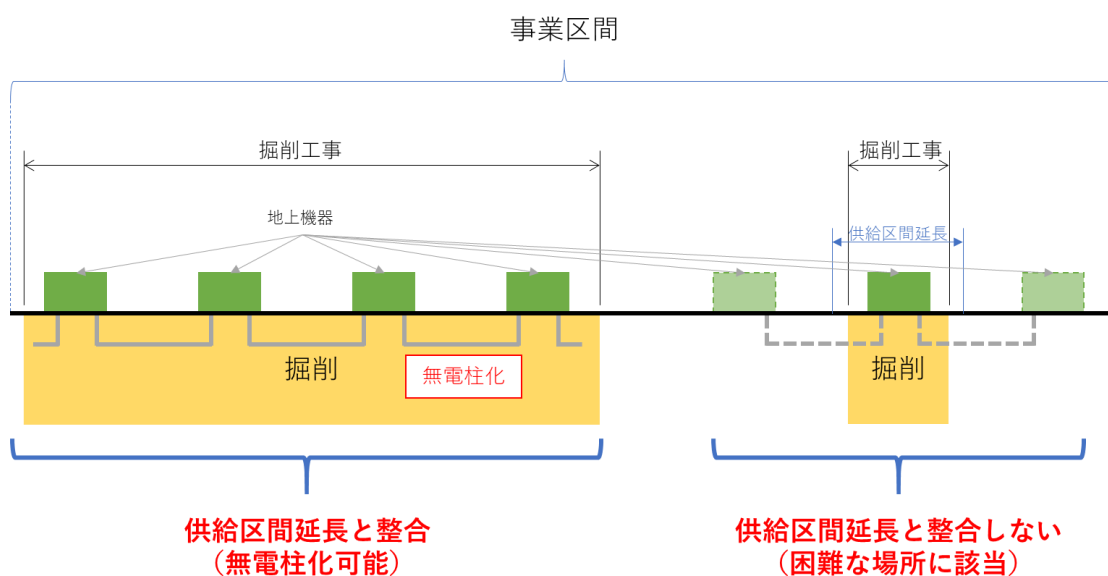 事業区間
掘削工事
掘削工事
地上機器
供給区間延長
掘削
無電柱化
掘削
供給区間延長と整合
（無電柱化可能）
供給区間延長と整合しない
（困難な場所に該当）